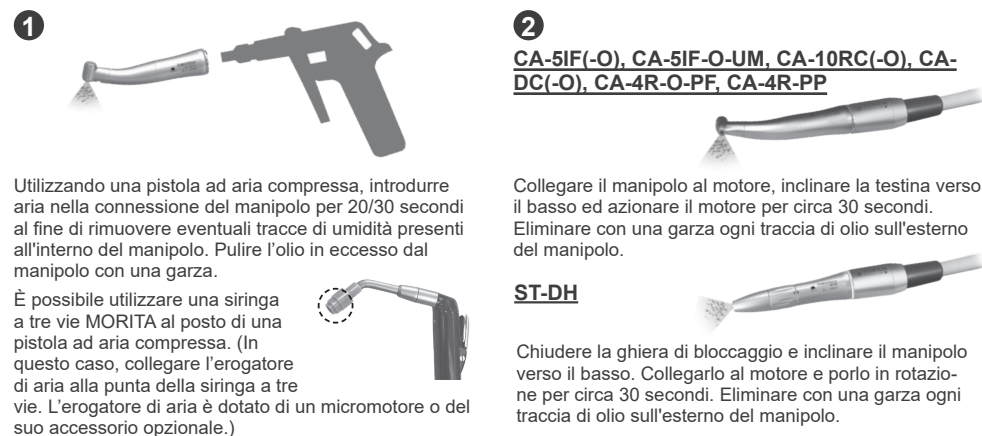 1
Utilizzando una pistola ad aria compressa, introdurre
aria nella connessione del manipolo per 20/30 secondi
al fine di rimuovere eventuali tracce di umidità presenti
all'interno del manipolo. Pulire l’olio in eccesso dal
manipolo con una garza.
È possibile utilizzare una siringa
a tre vie MORITA al posto di una
pistola ad aria compressa. (In
questo caso, collegare l’erogatore
di aria alla punta della siringa a tre
vie. L’erogatore di aria è dotato di un micromotore o del
suo accessorio opzionale.)
2
CA-5IF(-O), CA-5IF-O-UM, CA-10RC(-O), CA-
DC(-O), CA-4R-O-PF, CA-4R-PP
Collegare il manipolo al motore, inclinare la testina verso
il basso ed azionare il motore per circa 30 secondi.
Eliminare con una garza ogni traccia di olio sull'esterno
del manipolo.
ST-DH
Chiudere la ghiera di bloccaggio e inclinare il manipolo
verso il basso. Collegarlo al motore e porlo in rotazio-
ne per circa 30 secondi. Eliminare con una garza ogni
traccia di olio sull'esterno del manipolo.